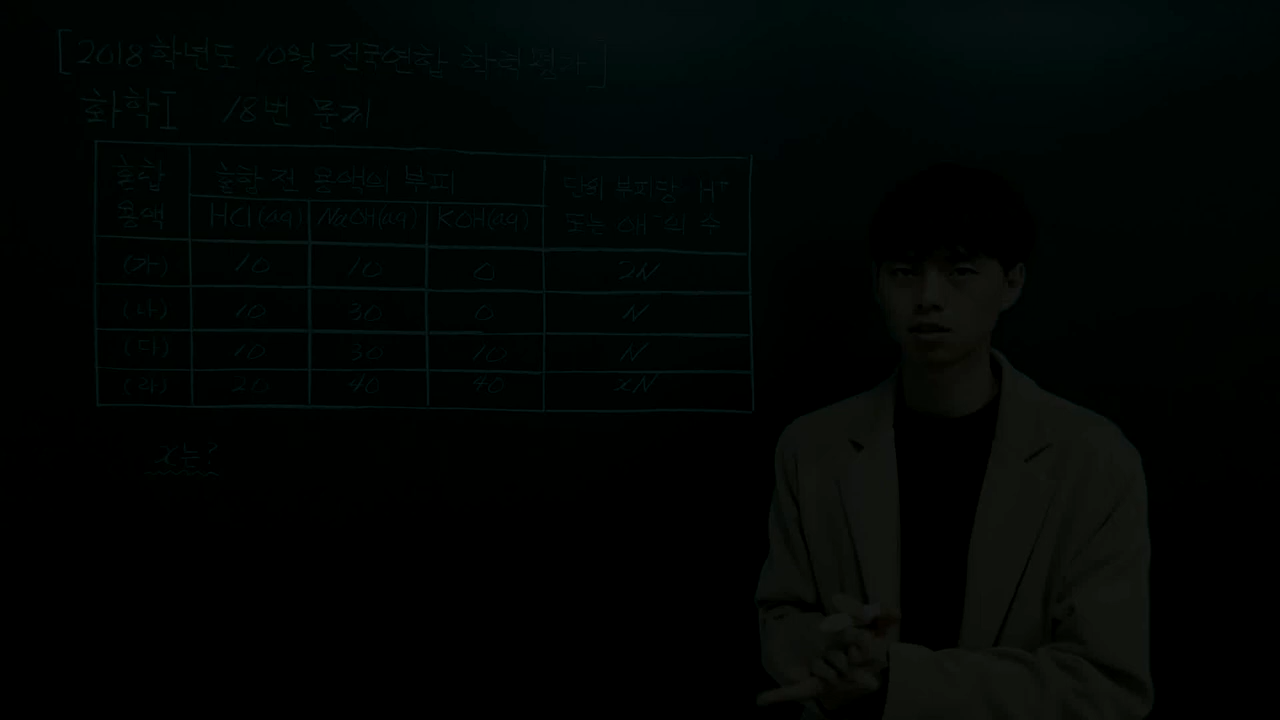 [2018학년도 10월 전국연합 학력평가]
화학I 18번 문제
혼합 용액 혼합 전 용액의 부피 단위 부피당 H⁺ 또는 OH⁻의 수
HCl(aq) NaOH(aq) KOH(aq)
(가) 10 10 0 2N
(나) 10 30 0 N
(다) 10 30 10 N
(라) 20 40 40 xN
x는?